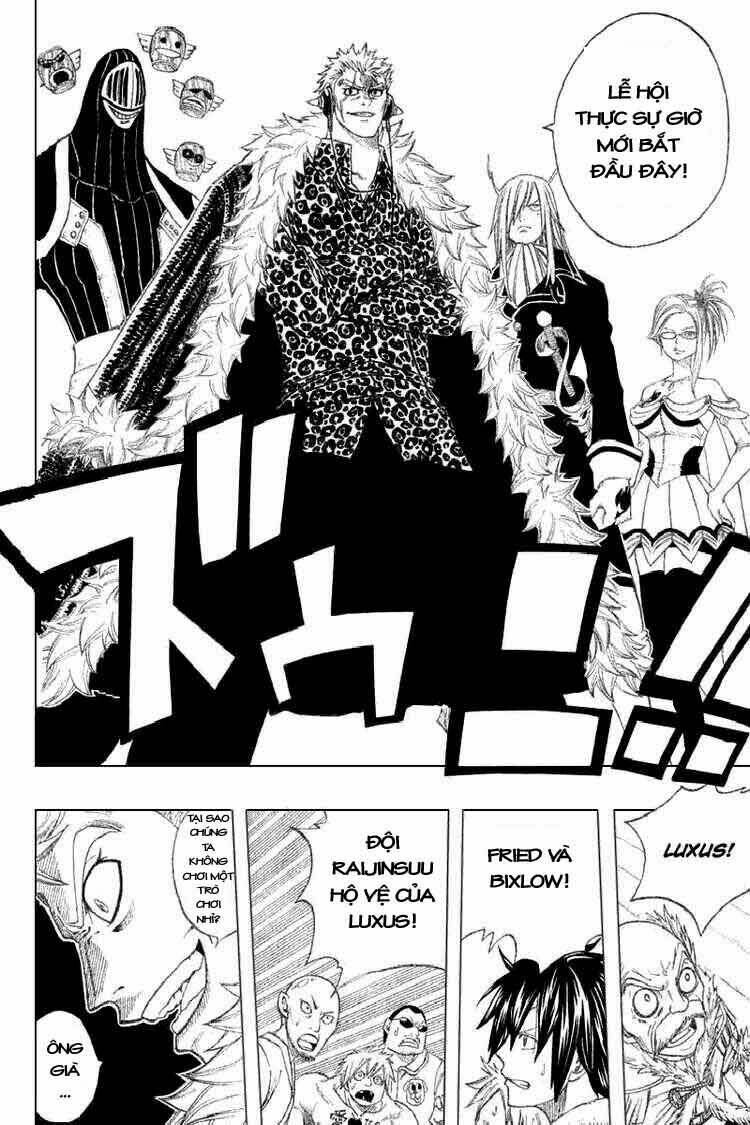 LỄ HỘI
THỰC SỰ GIỜ
MỚI BẮT
ĐẦU ĐÂY!
ズゥン!!
LUXUS!
FRIED VÀ
BIXLOW!
ĐỘI
RAIJINSUU
HỘ VỆ CỦA
LUXUS!
TẠI SAO
CHÚNG
TA
KHÔNG
CHƠI MỘT
TRÒ
CHƠI
NHỈ?
ÔNG
GIÀ
...